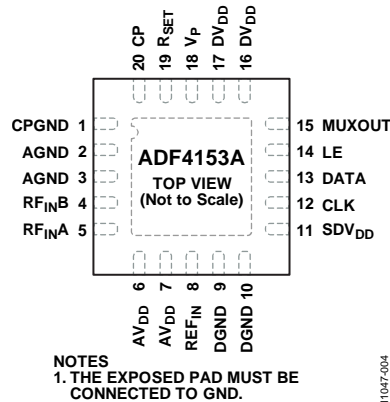 20 CP
19 RSET
18 VP
17 DVDD
16 DVDD
CPGND 1
AGND 2
AGND 3
RFINB 4
RFINA 5
ADF4153A
TOP VIEW
(Not to Scale)
15 MUXOUT
14 LE
13 DATA
12 CLK
11 SDVDD
AVDD 6
AVDD 7
REFIN 8
DGND 9
DGND 10
NOTES
1. THE EXPOSED PAD MUST BE
CONNECTED TO GND.
11047-004